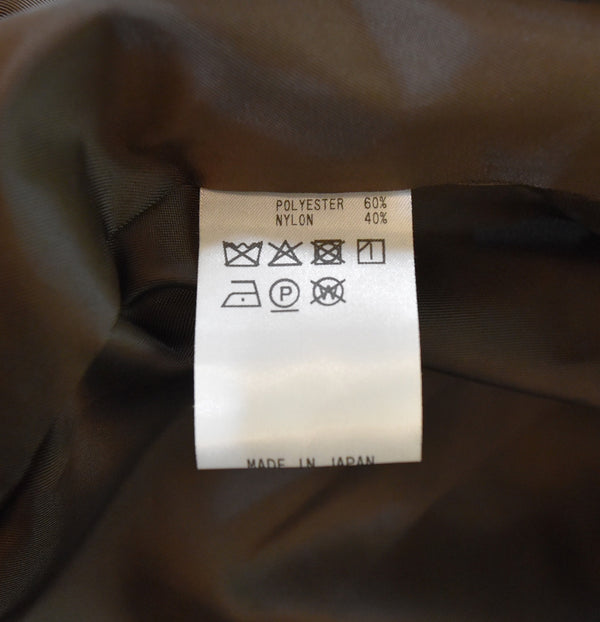 POLYESTER 60%
NYLON 40%
P
W
MADE IN JAPAN